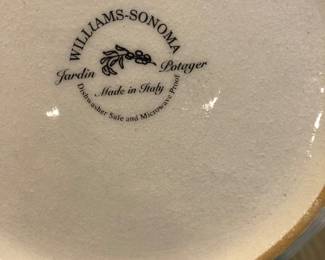 WILLIAMS-SONOMA
Jardin Potager
Made in Italy
Dishwasher Safe and Microwave Proof